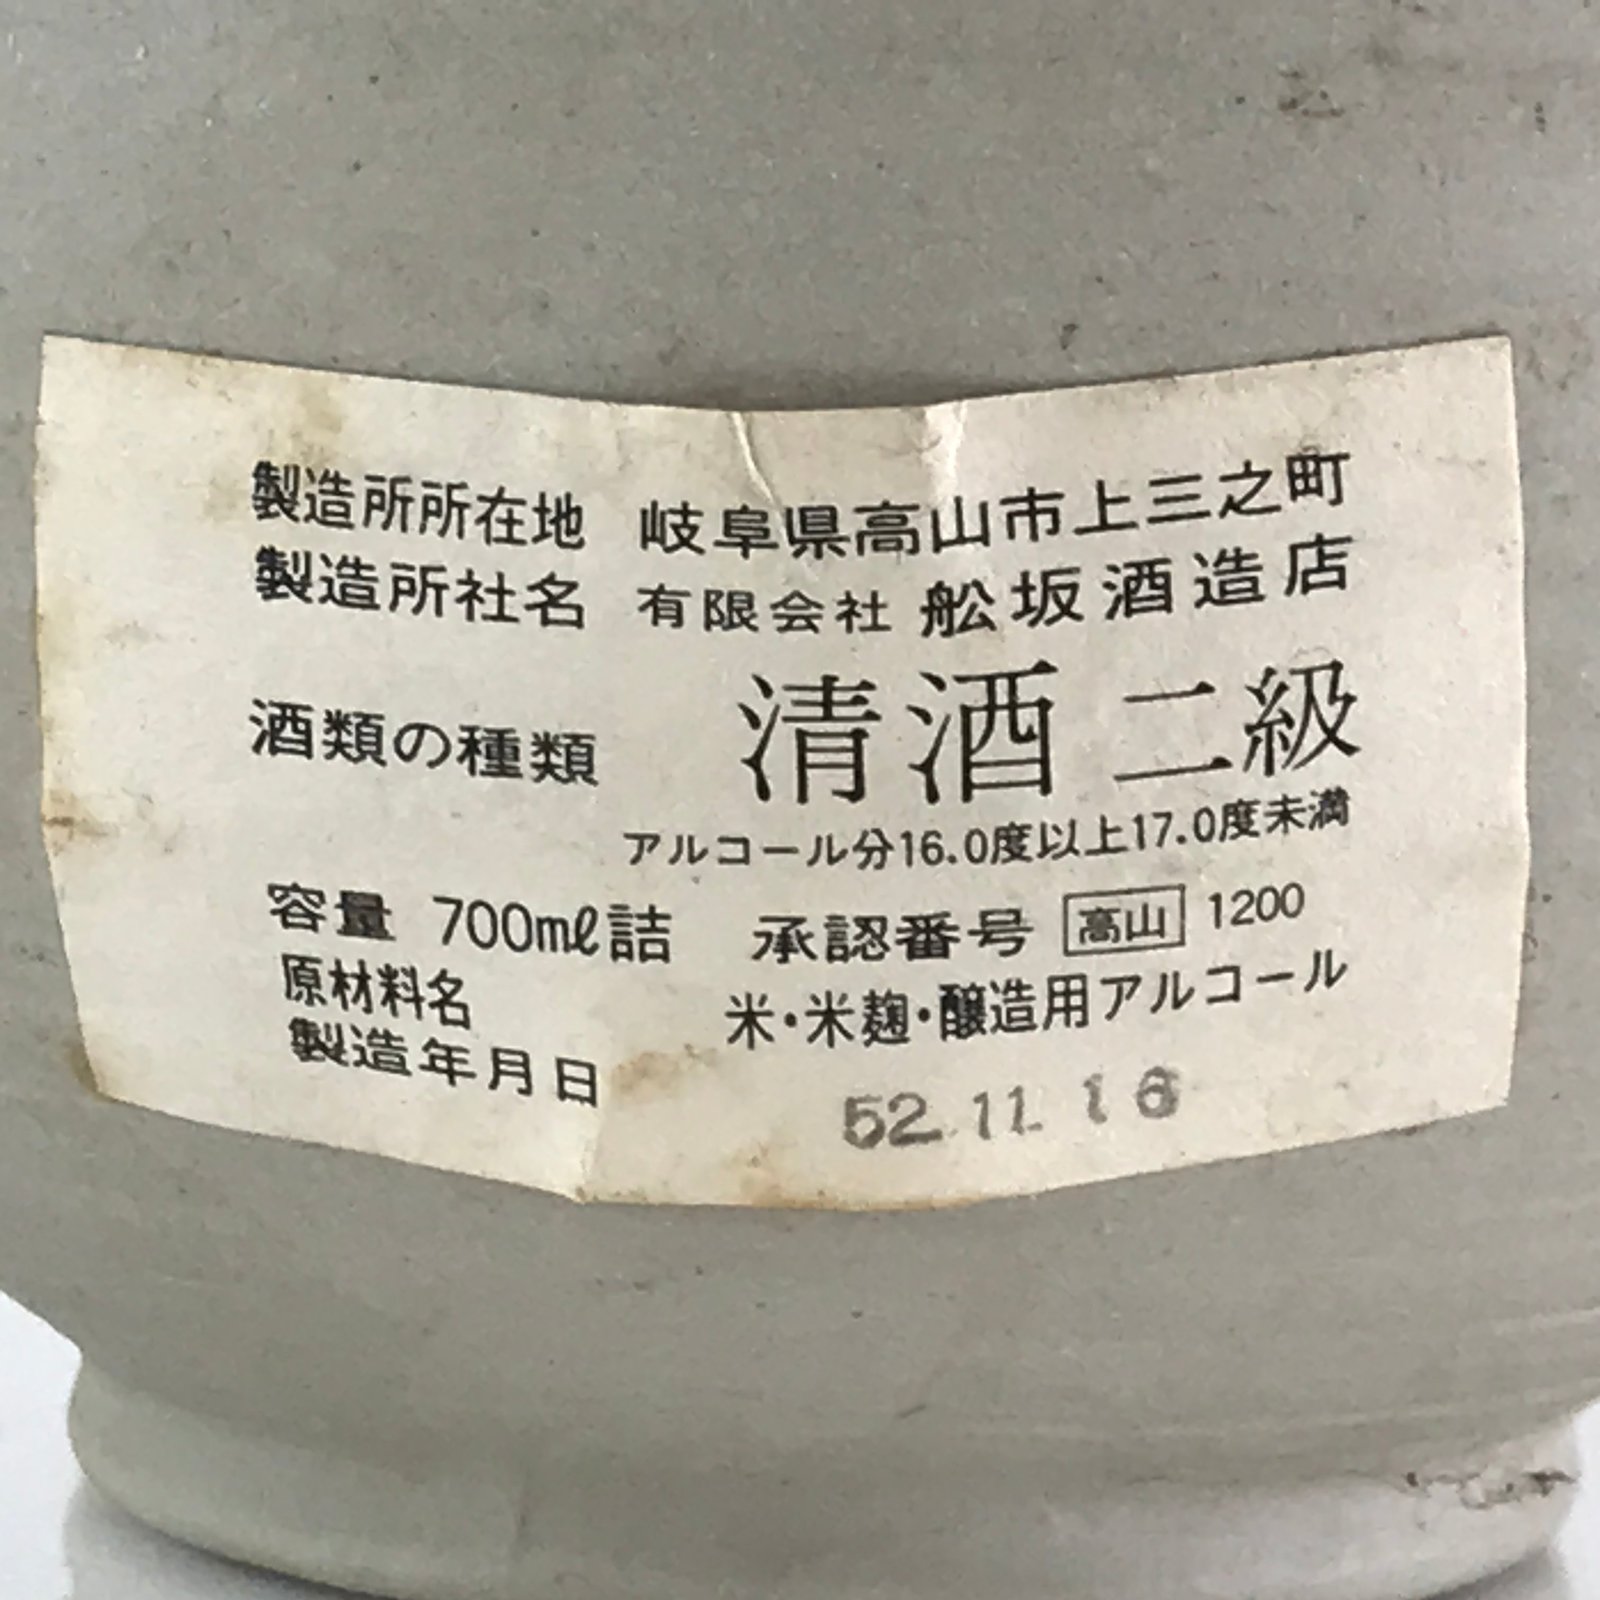 製造所所在地 岐阜県高山市上三之町
製造所社名 有限会社 舩坂酒造店
酒類の種類 清酒 二級
アルコール分16.0度以上17.0度未満
容量 700mℓ詰 承認番号 高山 1200
原材料名 米・米麹・醸造用アルコール
製造年月日 52.11.16